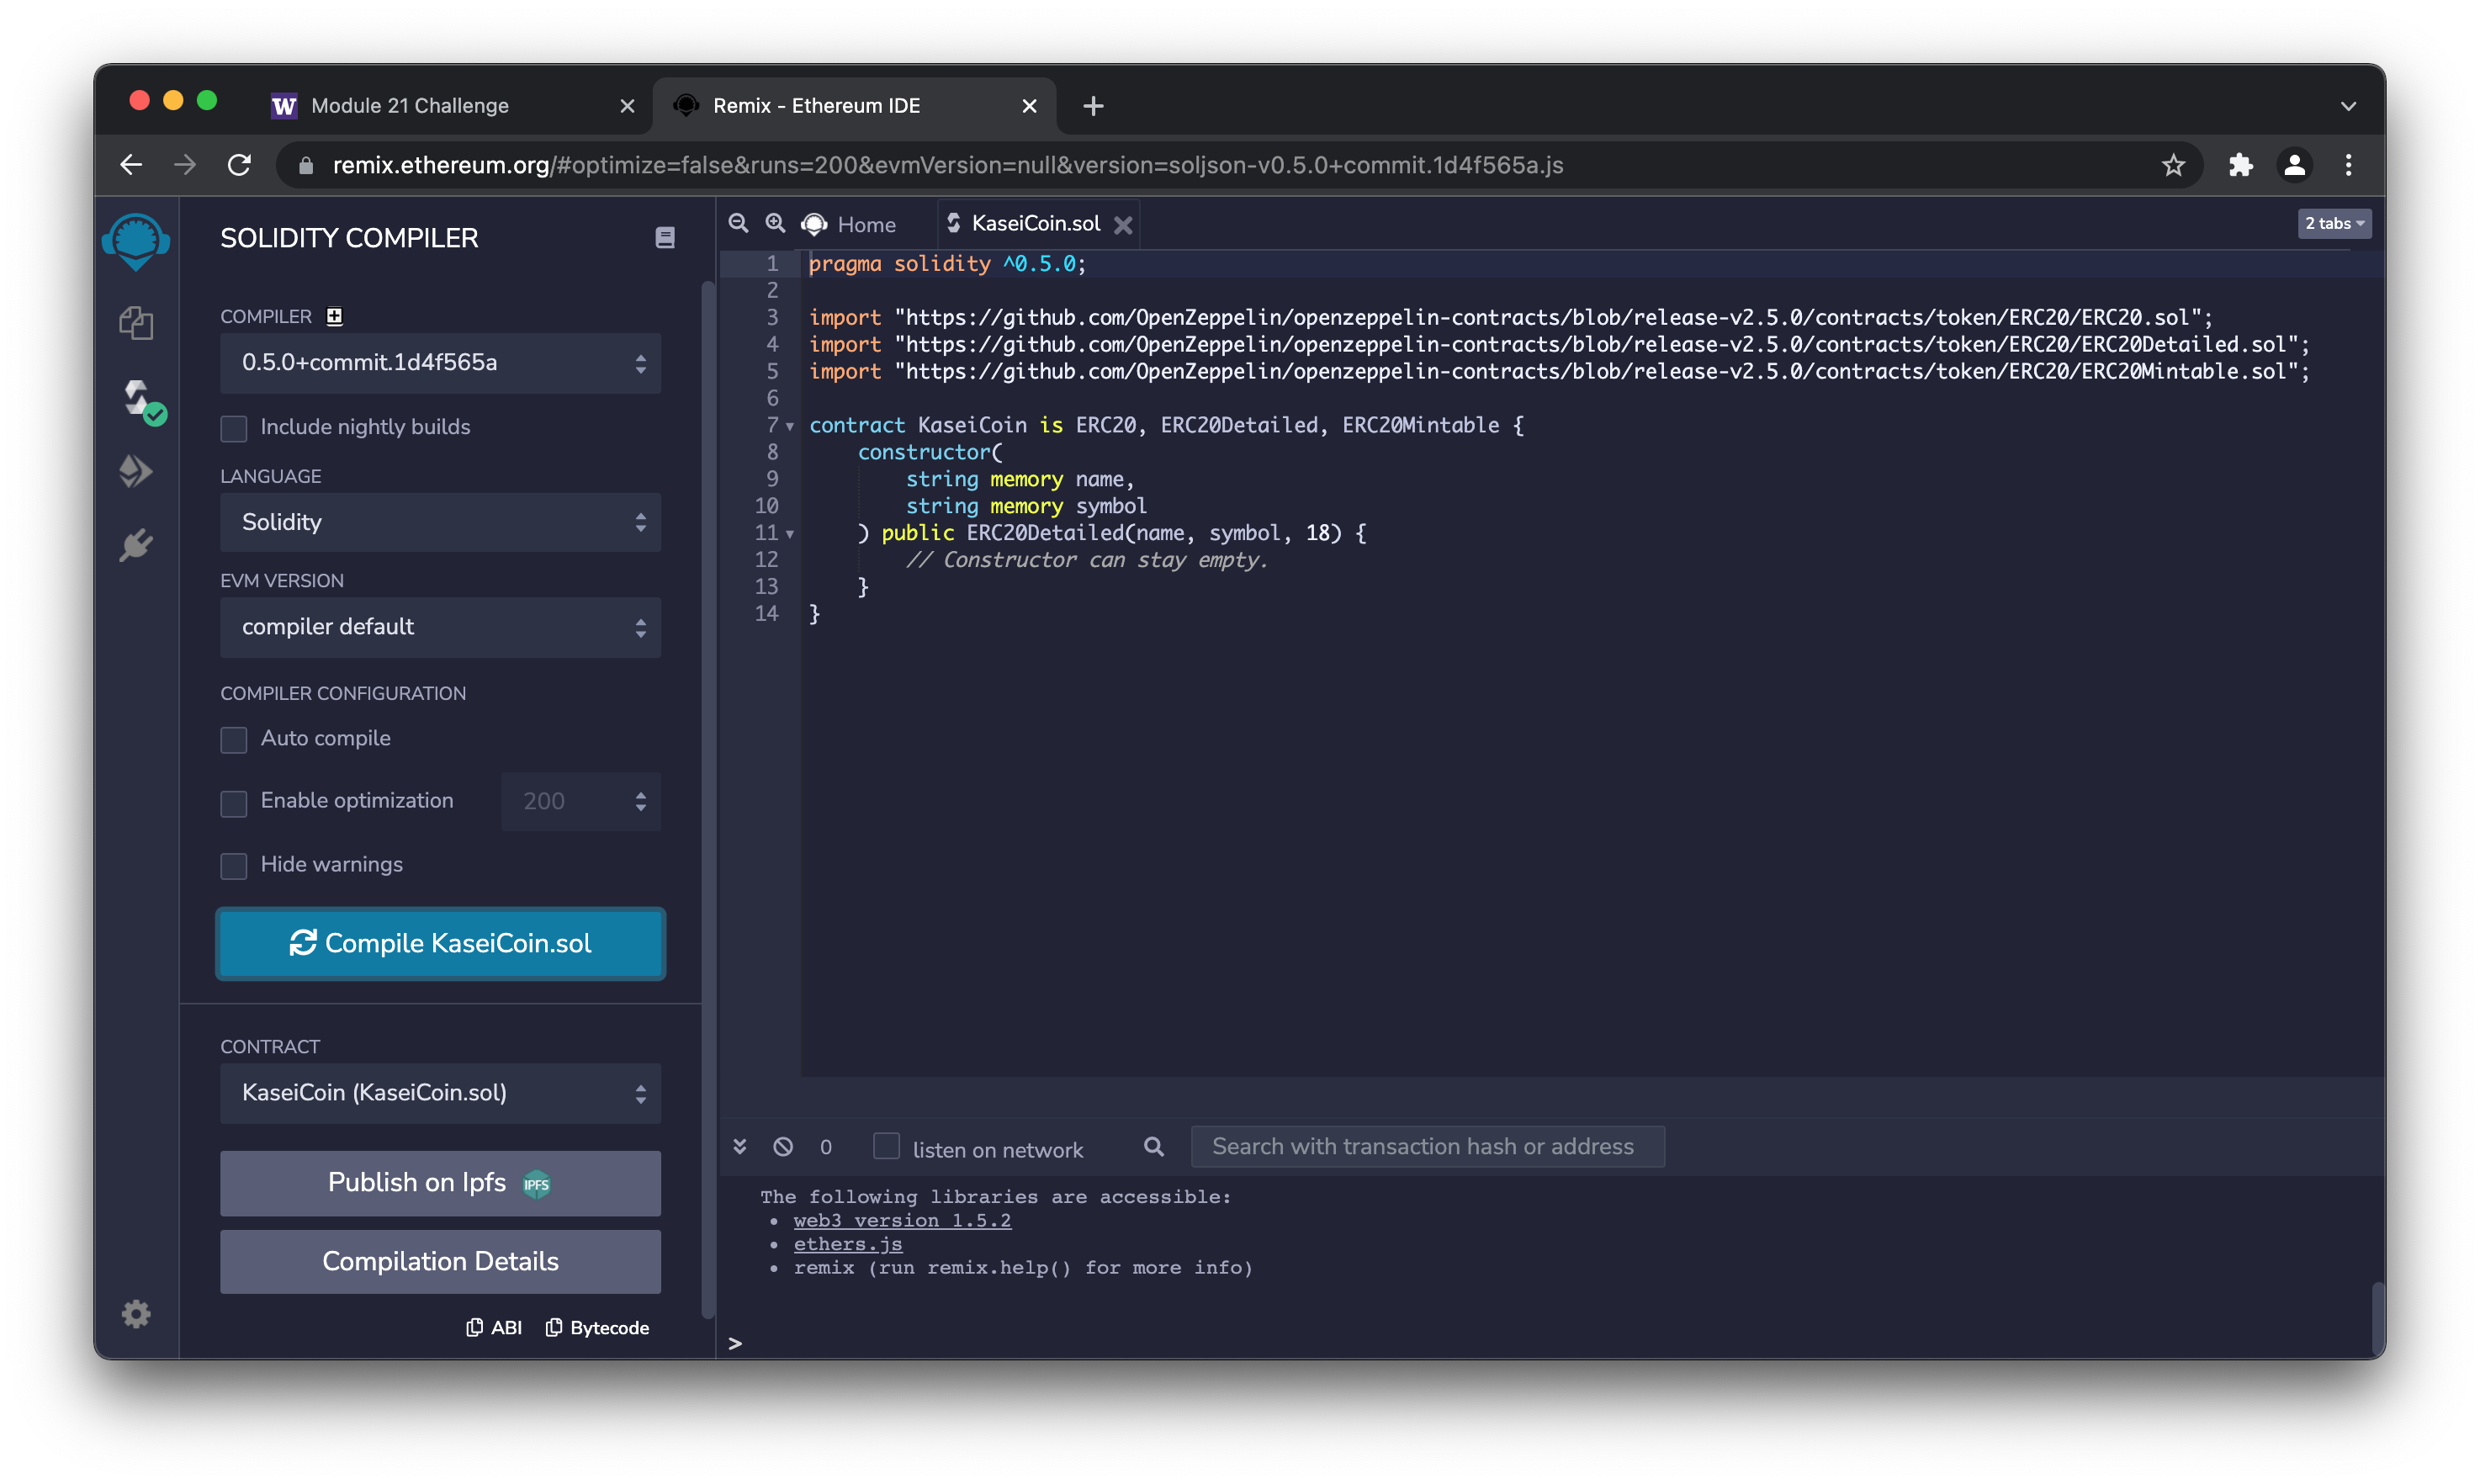 W Module 21 Challenge
Remix - Ethereum IDE
remix.ethereum.org/#optimize=false&runs=200&evmVersion=null&version=soljson-v0.5.0+commit.1d4f565a.js
SOLIDITY COMPILER
COMPILER
0.5.0+commit.1d4f565a
Include nightly builds
LANGUAGE
Solidity
EVM VERSION
compiler default
COMPILER CONFIGURATION
Auto compile
Enable optimization 200
Hide warnings
Compile KaseiCoin.sol
CONTRACT
KaseiCoin (KaseiCoin.sol)
Publish on Ipfs IPFS
Compilation Details
ABI Bytecode
Home KaseiCoin.sol 2 tabs
1 pragma solidity ^0.5.0;
2
3 import "https://github.com/OpenZeppelin/openzeppelin-contracts/blob/release-v2.5.0/contracts/token/ERC20/ERC20.sol";
4 import "https://github.com/OpenZeppelin/openzeppelin-contracts/blob/release-v2.5.0/contracts/token/ERC20/ERC20Detailed.sol";
5 import "https://github.com/OpenZeppelin/openzeppelin-contracts/blob/release-v2.5.0/contracts/token/ERC20/ERC20Mintable.sol";
6
7 contract KaseiCoin is ERC20, ERC20Detailed, ERC20Mintable {
8 constructor(
9 string memory name,
10 string memory symbol
11 ) public ERC20Detailed(name, symbol, 18) {
12 // Constructor can stay empty.
13 }
14 }
0 listen on network Search with transaction hash or address
The following libraries are accessible:
• web3 version 1.5.2
• ethers.js
• remix (run remix.help() for more info)
>